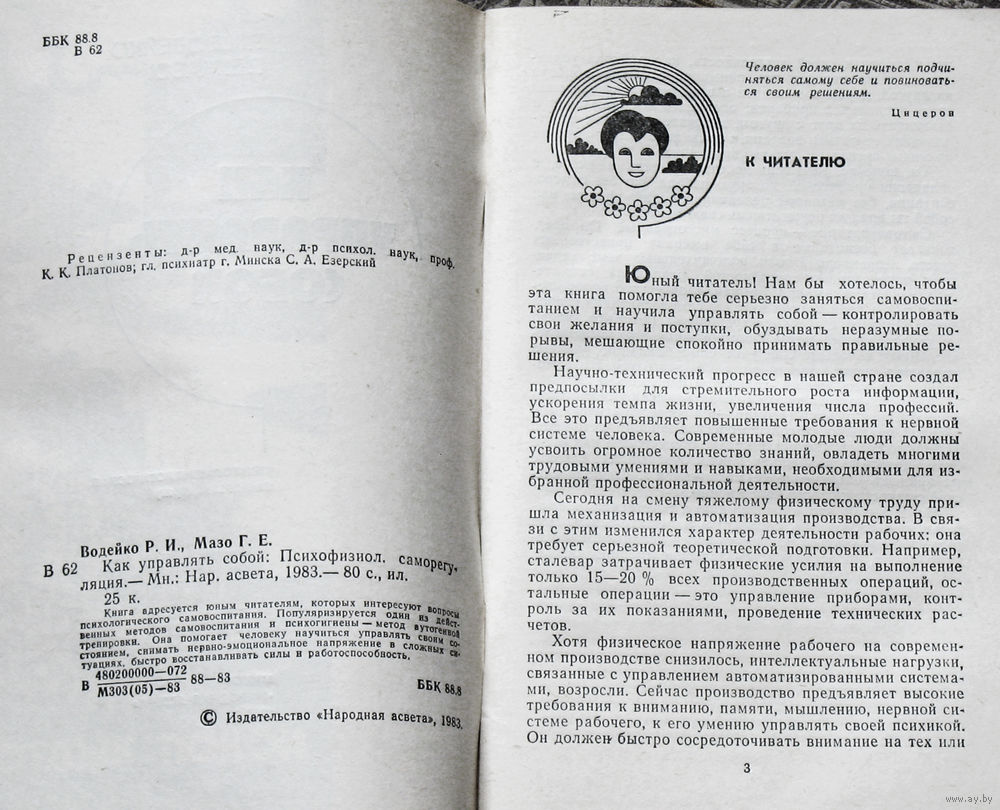 ББК 88.8
В 62
Рецензенты: д-р мед. наук, д-р психол. наук, проф.
К. К. Платонов; гл. психиатр г. Минска С. А. Езерский
Водейко Р. И., Мазо Г. Е.
В 62 Как управлять собой: Психофизиол. саморегу-
ляция.— Мн.: Нар. асвета, 1983.— 80 с., ил.
25 к.
Книга адресуется юным читателям, которых интересуют вопросы
психологического самовоспитания. Популяризируется один из дейст-
венных методов самовоспитания и психогигиены — метод аутогенной
тренировки. Она помогает человеку научиться управлять своим со-
стоянием, снимать нервно-эмоциональное напряжение в сложных си-
туациях, быстро восстанавливать силы и работоспособность.
В 480200000—072
М303(05)—83 88—83
ББК 88.8
© Издательство «Народная асвета», 1983.
Человек должен научиться подчи-
няться самому себе и повиновать-
ся своим решениям.
Цицерон
К ЧИТАТЕЛЮ
Юный читатель! Нам бы хотелось, чтобы
эта книга помогла тебе серьезно заняться самовоспи-
танием и научила управлять собой — контролировать
свои желания и поступки, обуздывать неразумные по-
рывы, мешающие спокойно принимать правильные ре-
шения.
Научно-технический прогресс в нашей стране создал
предпосылки для стремительного роста информации,
ускорения темпа жизни, увеличения числа профессий.
Все это предъявляет повышенные требования к нервной
системе человека. Современные молодые люди должны
усвоить огромное количество знаний, овладеть многими
трудовыми умениями и навыками, необходимыми для из-
бранной профессиональной деятельности.
Сегодня на смену тяжелому физическому труду при-
шла механизация и автоматизация производства. В свя-
зи с этим изменился характер деятельности рабочих: она
требует серьезной теоретической подготовки. Например,
сталевар затрачивает физические усилия на выполнение
только 15—20 % всех производственных операций, ос-
тальные операции — это управление приборами, конт-
роль за их показаниями, проведение технических рас-
четов.
Хотя физическое напряжение рабочего на современ-
ном производстве снизилось, интеллектуальные нагрузки,
связанные с управлением автоматизированными система-
ми, возросли. Сейчас производство предъявляет высокие
требования к вниманию, памяти, мышлению, нервной си-
стеме рабочего, к его умению управлять своей психикой.
Он должен быстро сосредоточивать внимание на тех или
3
www.ay.by